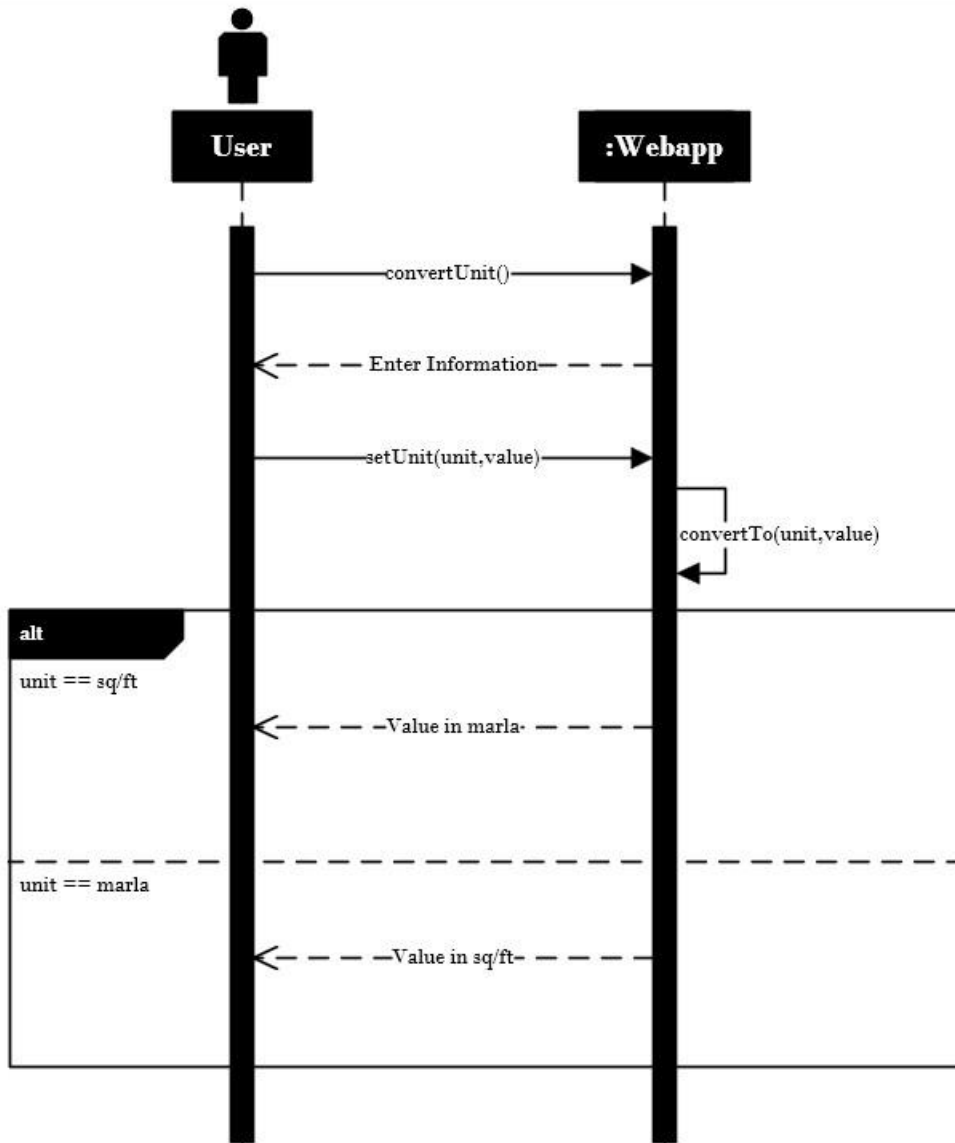 User
:Webapp
convertUnit()
Enter Information
setUnit(unit,value)
convertTo(unit,value)
alt
unit == sq/ft
Value in marla
unit == marla
Value in sq/ft